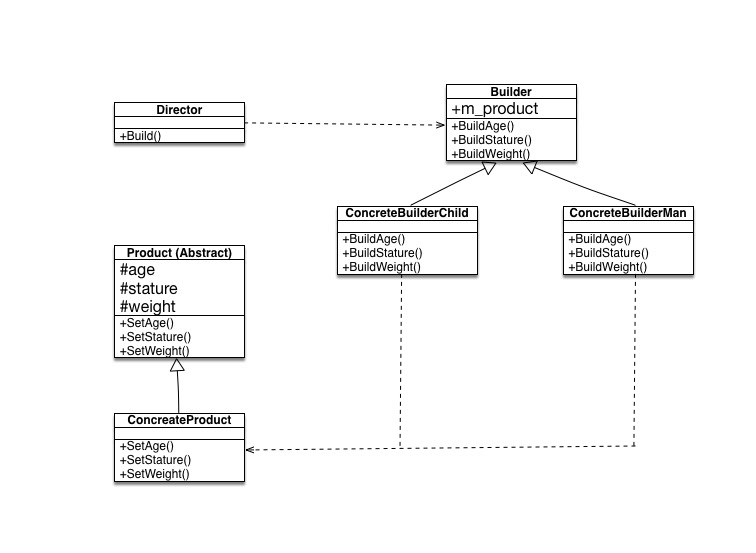 Builder
+m_product
+BuildAge()
+BuildStature()
+BuildWeight()
Director
+Build()
ConcreteBuilderChild
+BuildAge()
+BuildStature()
+BuildWeight()
ConcreteBuilderMan
+BuildAge()
+BuildStature()
+BuildWeight()
Product (Abstract)
#age
#stature
#weight
+SetAge()
+SetStature()
+SetWeight()
ConcreateProduct
+SetAge()
+SetStature()
+SetWeight()